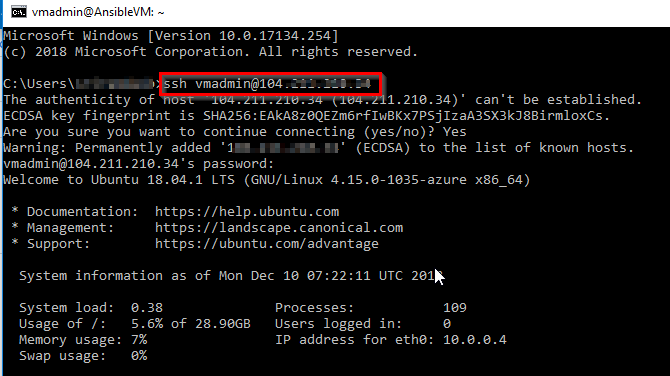 vmadmin@AnsibleVM: ~
Microsoft Windows [Version 10.0.17134.254]
(c) 2018 Microsoft Corporation. All rights reserved.
C:\Users\ >ssh vmadmin@104.
The authenticity of host '104.211.210.34 (104.211.210.34)' can't be established.
ECDSA key fingerprint is SHA256:EAkA8z0QEZm6rfIwBKx7PSjIzaA3SX3kJ8BirmloxCs.
Are you sure you want to continue connecting (yes/no)? Yes
Warning: Permanently added '1 ' (ECDSA) to the list of known hosts.
vmadmin@104.211.210.34's password:
Welcome to Ubuntu 18.04.1 LTS (GNU/Linux 4.15.0-1035-azure x86_64)
* Documentation: https://help.ubuntu.com
* Management: https://landscape.canonical.com
* Support: https://ubuntu.com/advantage
System information as of Mon Dec 10 07:22:11 UTC 201
System load: 0.38 Processes: 109
Usage of /: 5.6% of 28.90GB Users logged in: 0
Memory usage: 7% IP address for eth0: 10.0.0.4
Swap usage: 0%